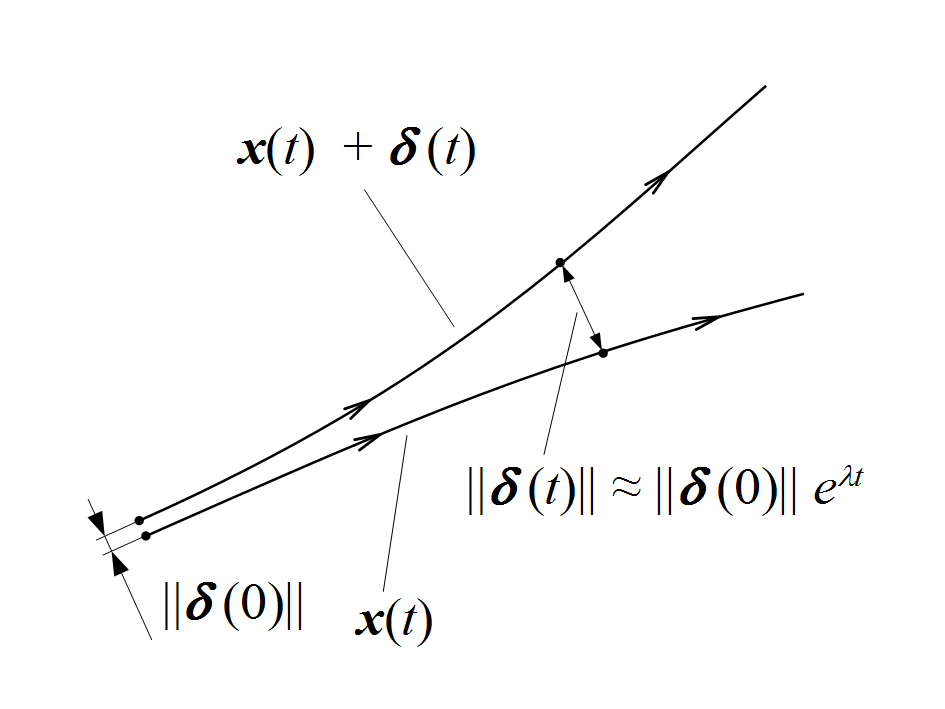 x(t) + δ(t)
||δ(t)|| ≈ ||δ(0)|| e^{λt}
||δ(0)||
x(t)